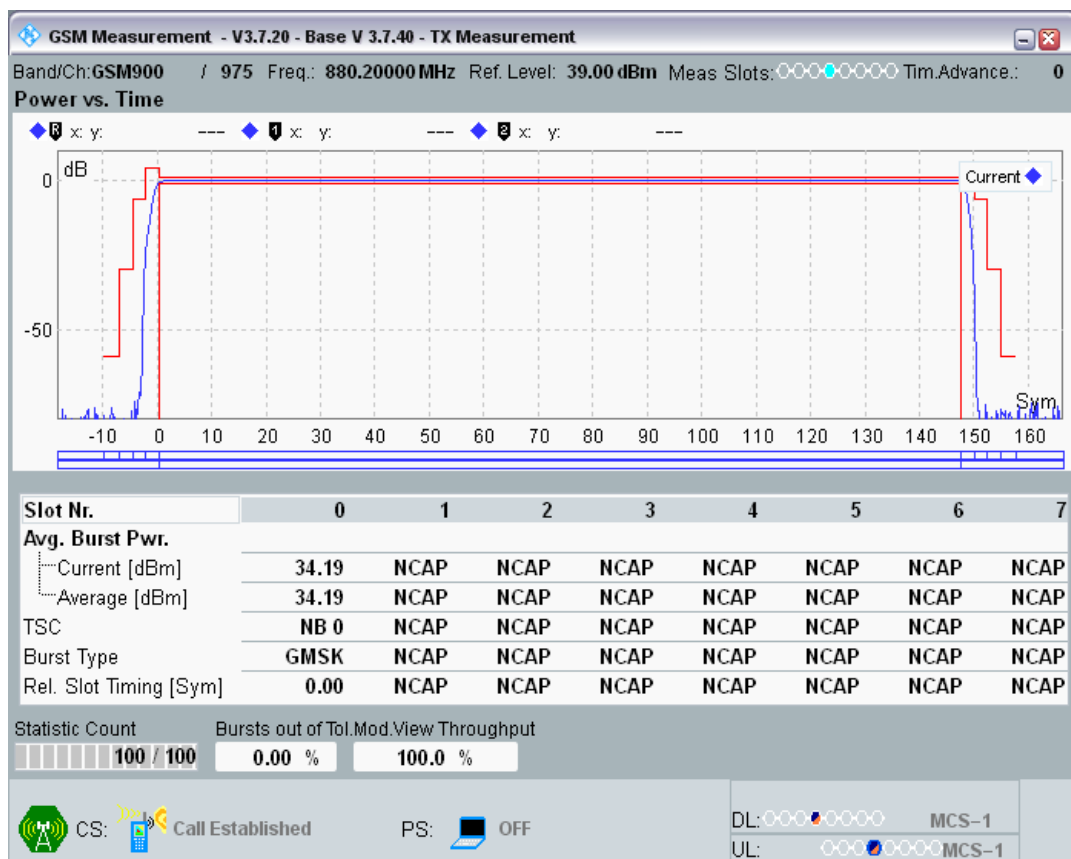 GSM Measurement - V3.7.20 - Base V 3.7.40 - TX Measurement
Band/Ch:GSM900 / 975 Freq.: 880.20000 MHz Ref. Level: 39.00 dBm Meas Slots: Tim.Advance.: 0
Power vs. Time
R x: y: --- 1 x: y: --- 2 x: y: ---
dB
Current
0
-50
Sym
-10 0 10 20 30 40 50 60 70 80 90 100 110 120 130 140 150 160
Slot Nr. 0 1 2 3 4 5 6 7
Avg. Burst Pwr.
Current [dBm] 34.19 NCAP NCAP NCAP NCAP NCAP NCAP NCAP
Average [dBm] 34.19 NCAP NCAP NCAP NCAP NCAP NCAP NCAP
TSC NB 0 NCAP NCAP NCAP NCAP NCAP NCAP NCAP
Burst Type GMSK NCAP NCAP NCAP NCAP NCAP NCAP NCAP
Rel. Slot Timing [Sym] 0.00 NCAP NCAP NCAP NCAP NCAP NCAP NCAP
Statistic Count Bursts out of Tol. Mod.View Throughput
100 / 100 0.00 % 100.0 %
CS: Call Established PS: OFF DL: MCS-1
UL: MCS-1